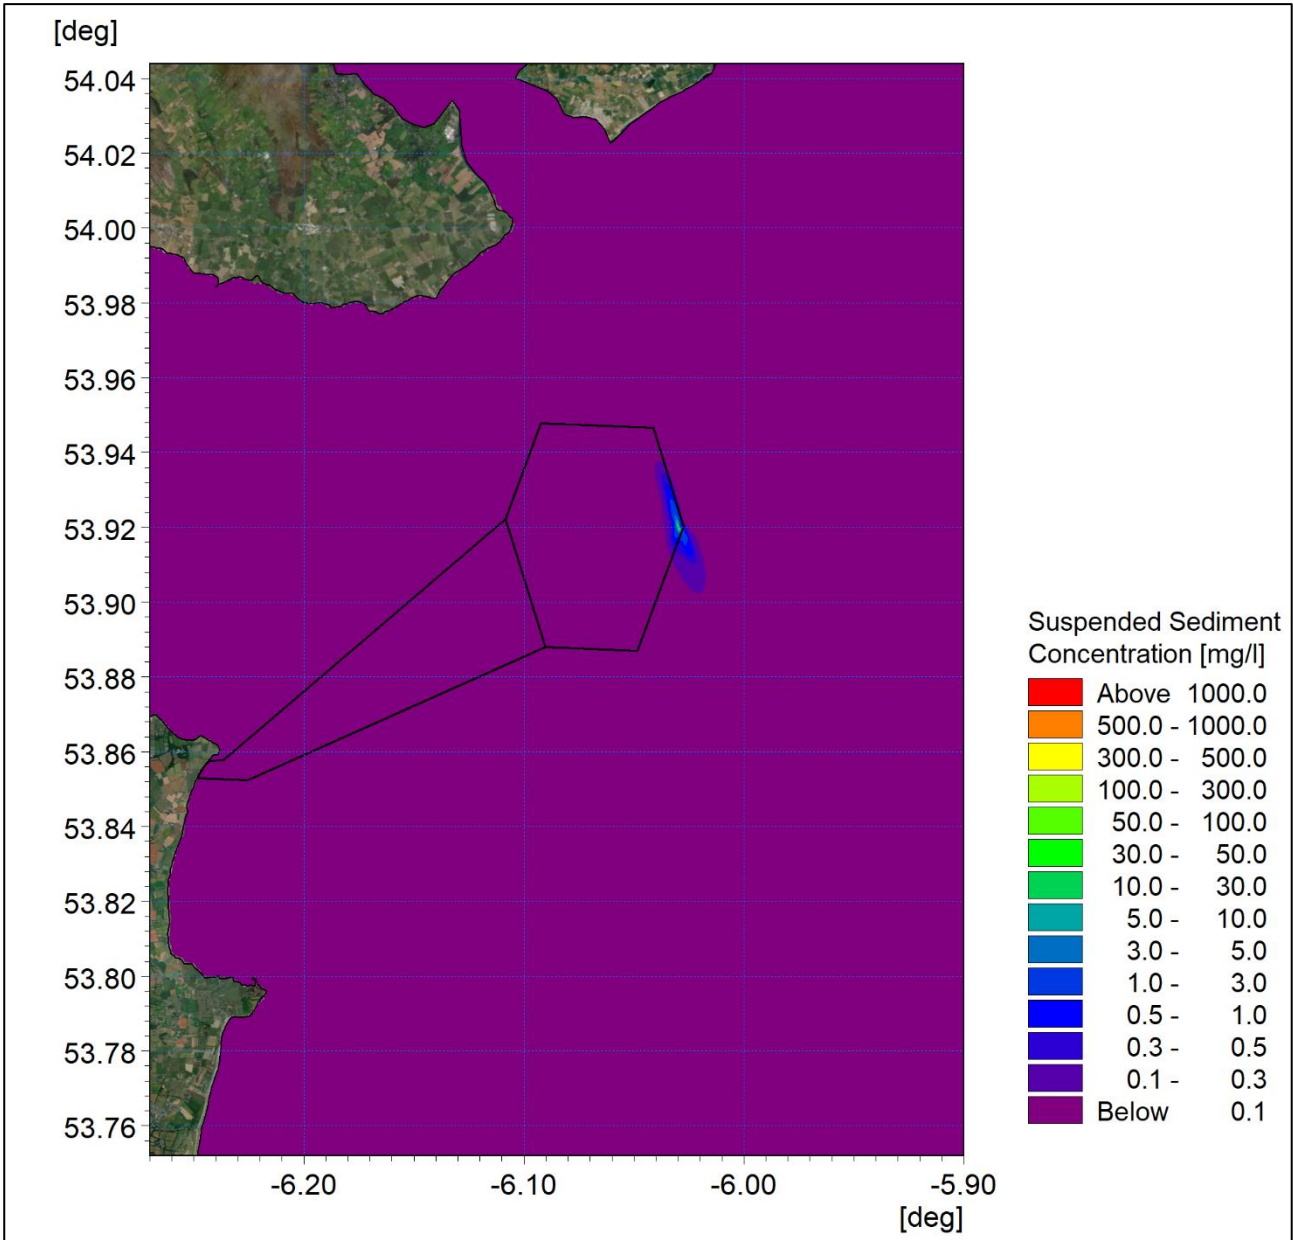 [deg]
54.04
54.02
54.00
53.98
53.96
53.94
53.92
53.90
53.88
53.86
53.84
53.82
53.80
53.78
53.76
-6.20 -6.10 -6.00 -5.90
[deg]
Suspended Sediment
Concentration [mg/l]
Above 1000.0
500.0 - 1000.0
300.0 - 500.0
100.0 - 300.0
50.0 - 100.0
30.0 - 50.0
10.0 - 30.0
5.0 - 10.0
3.0 - 5.0
1.0 - 3.0
0.5 - 1.0
0.3 - 0.5
0.1 - 0.3
Below 0.1